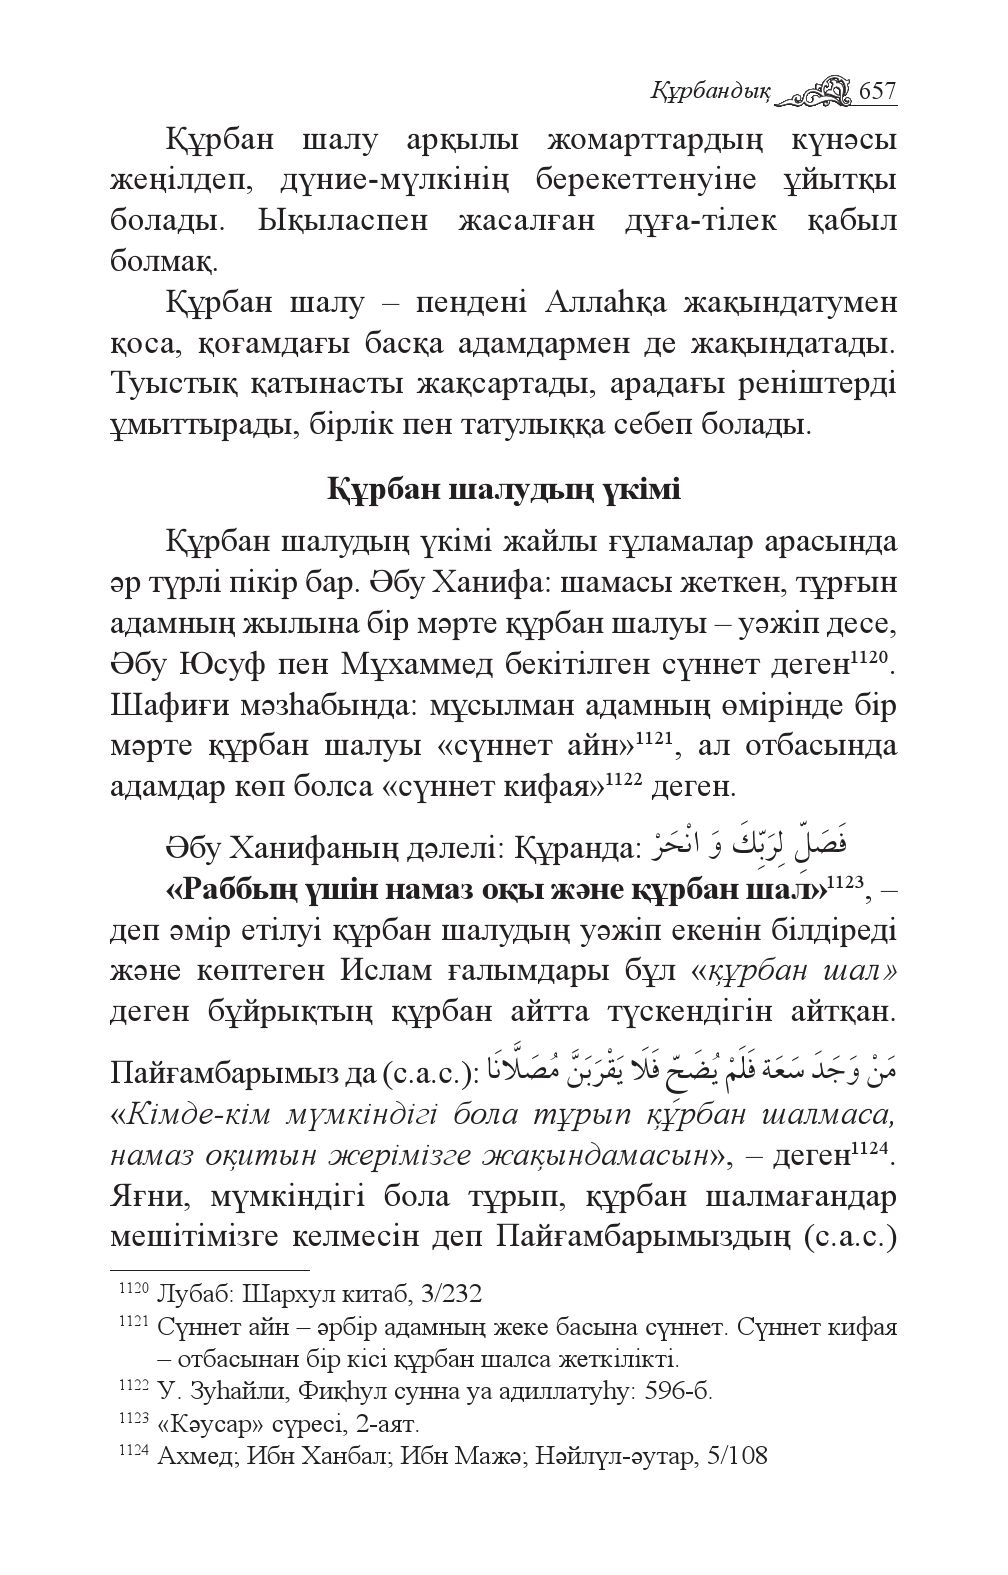 Құрбандық 657
Құрбан шалу арқылы жомарттардың күнәсы
жеңілдеп, дүние-мүлкінің берекеттенуіне ұйытқы
болады. Ықыласпен жасалған дұға-тілек қабыл
болмақ.
Құрбан шалу – пендені Аллаһқа жақындатумен
қоса, қоғамдағы басқа адамдармен де жақындатады.
Туыстық қатынасты жақсартады, арадағы реніштерді
ұмыттырады, бірлік пен татулыққа себеп болады.
Құрбан шалудың үкімі
Құрбан шалудың үкімі жайлы ғұламалар арасында
әр түрлі пікір бар. Әбу Ханифа: шамасы жеткен, тұрғын
адамның жылына бір мәрте құрбан шалуы – уәжіп десе,
Әбу Юсуф пен Мұхаммед бекітілген сүннет деген¹¹²⁰.
Шафиғи мәзһабында: мұсылман адамның өмірінде бір
мәрте құрбан шалуы «сүннет айн»¹¹²¹, ал отбасында
адамдар көп болса «сүннет кифая»¹¹²² деген.
Әбу Ханифаның дәлелі: Құранда: فَصَلِّ لِرَبِّكَ وَ انْحَرْ
«Раббың үшін намаз оқы және құрбан шал»¹¹²³, –
деп әмір етілуі құрбан шалудың уәжіп екенін білдіреді
және көптеген Ислам ғалымдары бұл «құрбан шал»
деген бұйрықтың құрбан айтта түскендігін айтқан.
Пайғамбарымыз да (с.а.с.): مَنْ وَجَدَ سَعَة فَلَمْ يُضَحِّ فَلَا يَقْرَبَنَّ مُصَلَّانَا
«Кімде-кім мүмкіндігі бола тұрып құрбан шалмаса,
намаз оқитын жерімізге жақындамасын», – деген¹¹²⁴.
Яғни, мүмкіндігі бола тұрып, құрбан шалмағандар
мешітімізге келмесін деп Пайғамбарымыздың (с.а.с.)
¹¹²⁰ Лубаб: Шархул китаб, 3/232
¹¹²¹ Сүннет айн – әрбір адамның жеке басына сүннет. Сүннет кифая
– отбасынан бір кісі құрбан шалса жеткілікті.
¹¹²² У. Зуһайли, Фиқһул сунна уа адиллатуһу: 596-б.
¹¹²³ «Кәусар» сүресі, 2-аят.
¹¹²⁴ Ахмед; Ибн Ханбал; Ибн Мажә; Нәйлүл-әутар, 5/108